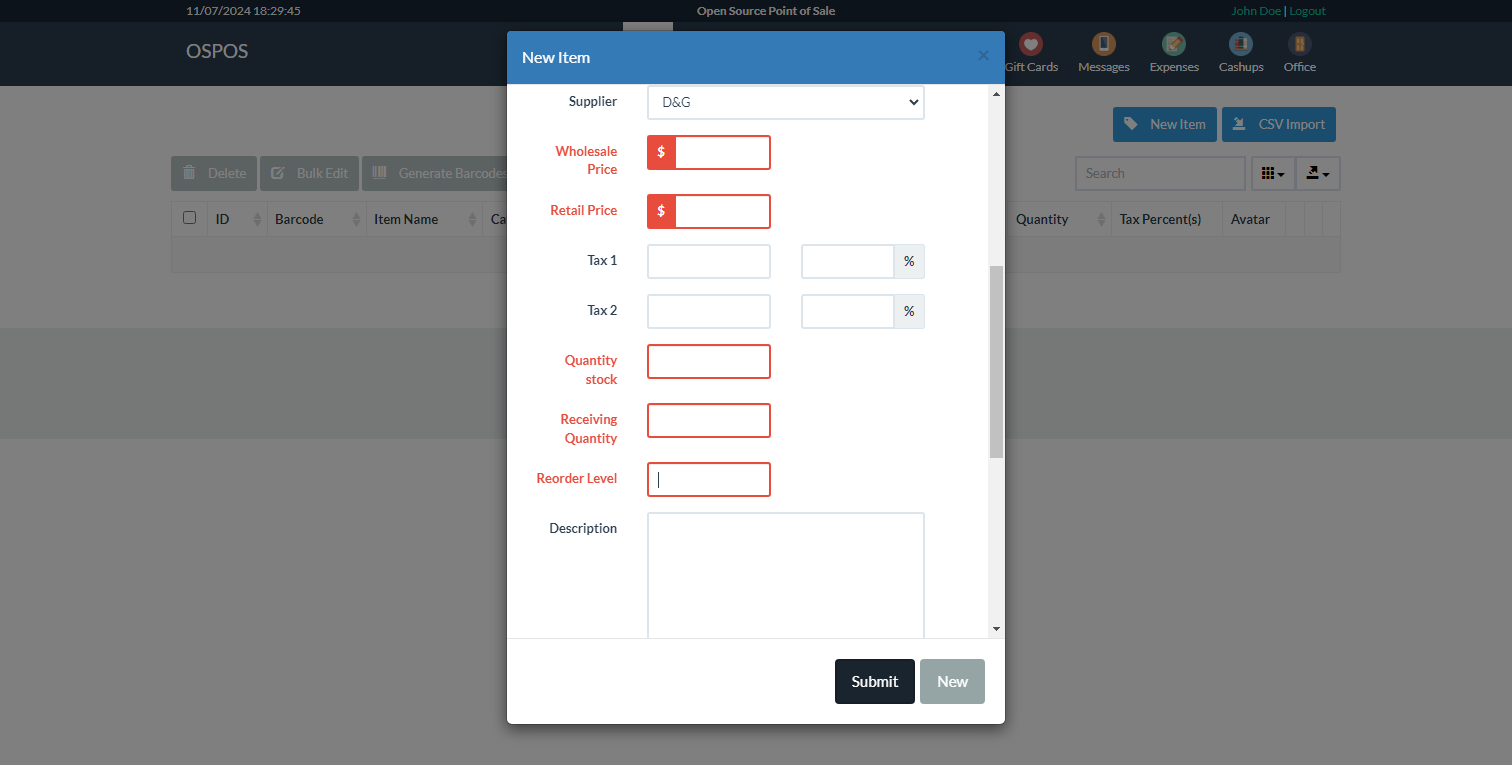 11/07/2024 18:29:45
Open Source Point of Sale
John Doe | Logout
OSPOS
Gift Cards
Messages
Expenses
Cashups
Office
New Item
×
New Item
CSV Import
Delete
Bulk Edit
Generate Barcodes
Search
ID
Barcode
Item Name
Ca
Quantity
Tax Percent(s)
Avatar
Supplier
D&G
Wholesale
Price
$
Retail Price
$
Tax 1
%
Tax 2
%
Quantity
stock
Receiving
Quantity
Reorder Level
Description
Submit
New